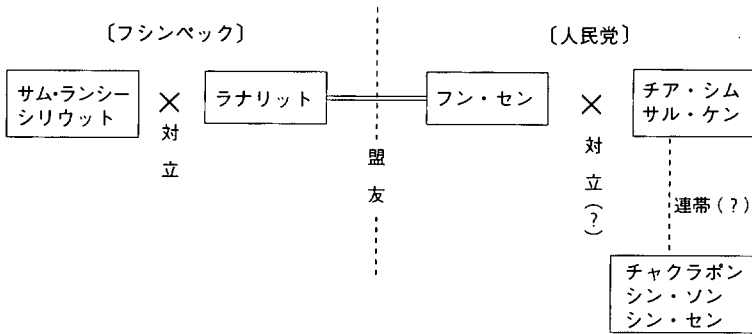 〔フシンペック〕
〔人民党〕
サム・ランシー
シリウット
×
対立
ラナリット
盟友
フン・セン
×
対立(?)
チア・シム
サル・ケン
連帯(?)
チャクラポン
シン・ソン
シン・セン